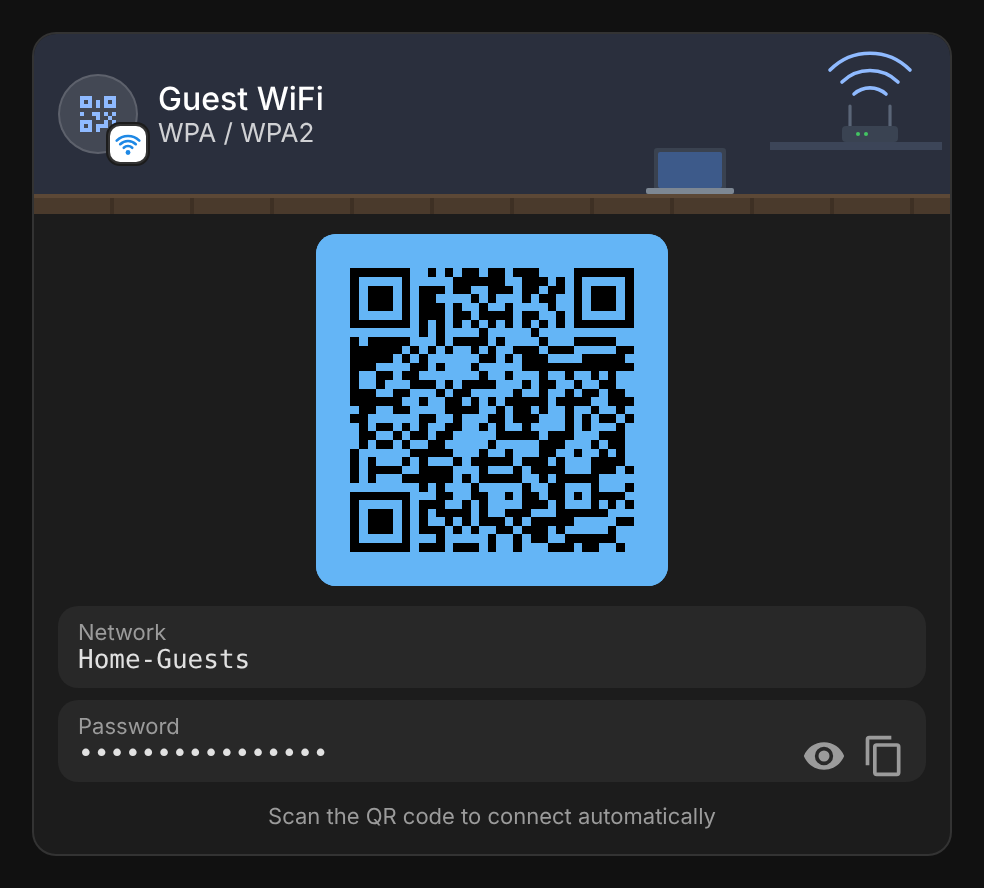 Guest WiFi
WPA / WPA2
Network
Home-Guests
Password
••••••••••••••••
Scan the QR code to connect automatically